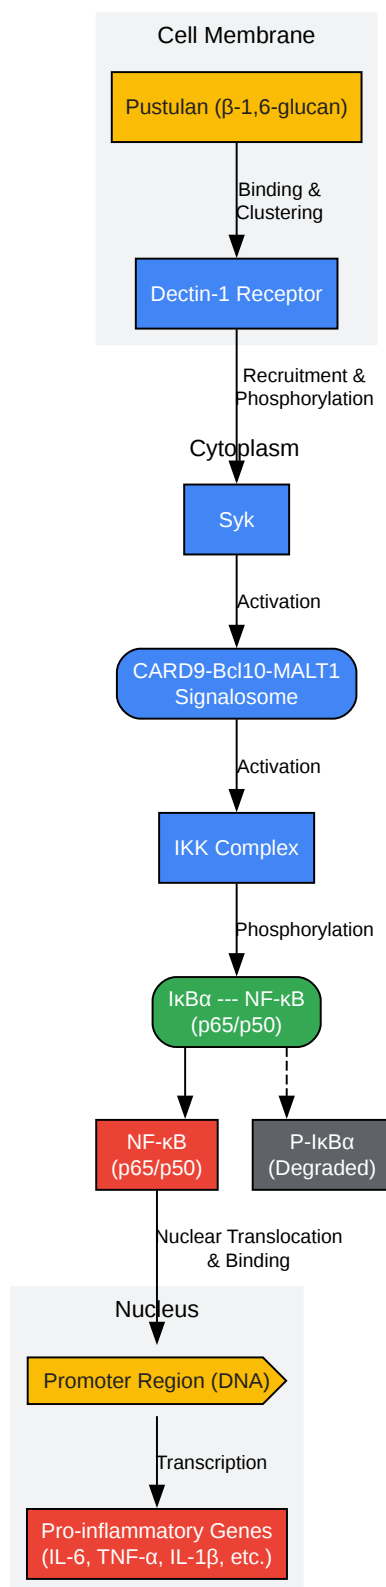 Cell Membrane
Pustulan (β-1,6-glucan)
Binding &
Clustering
Dectin-1 Receptor
Recruitment &
Phosphorylation
Cytoplasm
Syk
Activation
CARD9-Bcl10-MALT1
Signalosome
Activation
IKK Complex
Phosphorylation
IκBα --- NF-κB
(p65/p50)
NF-κB
(p65/p50)
P-IκBα
(Degraded)
Nuclear Translocation
& Binding
Nucleus
Promoter Region (DNA)
Transcription
Pro-inflammatory Genes
(IL-6, TNF-α, IL-1β, etc.)